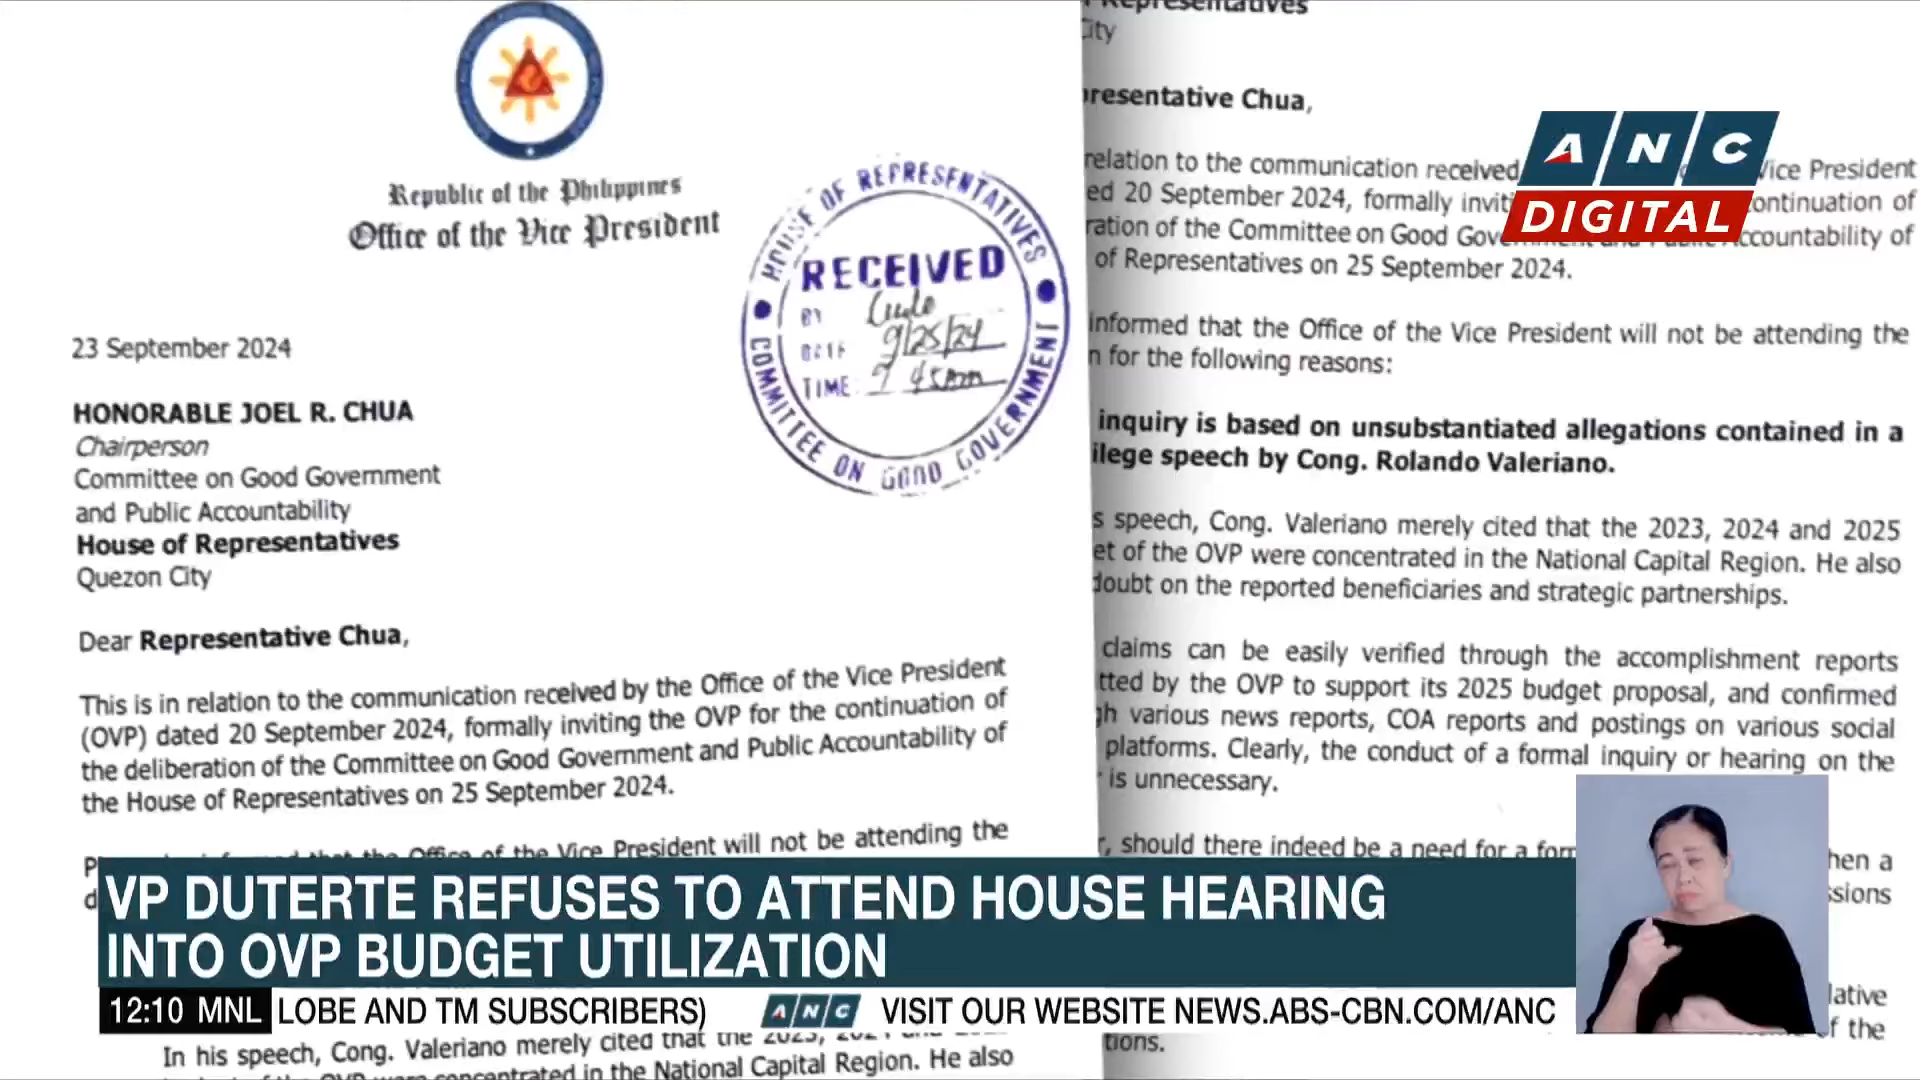 Republic of the Philippines
Office of the Vice President
HOUSE OF REPRESENTATIVES
COMMITTEE ON GOOD GOVERNMENT
RECEIVED
BY
DATE 9/25/24
TIME: 7 45am
23 September 2024
HONORABLE JOEL R. CHUA
Chairperson
Committee on Good Government
and Public Accountability
House of Representatives
Quezon City
Dear Representative Chua,
This is in relation to the communication received by the Office of the Vice President
(OVP) dated 20 September 2024, formally inviting the OVP for the continuation of
the deliberation of the Committee on Good Government and Public Accountability of
the House of Representatives on 25 September 2024.
that the Office of the Vice President will not be attending the
In his speech, Cong. Valeriano merely cited that the 2023, 2024 and
were concentrated in the National Capital Region. He also
Representatives
City
resentative Chua,
relation to the communication received Vice President
ed 20 September 2024, formally invit ontinuation of
ration of the Committee on Good Government and Public Accountability of
of Representatives on 25 September 2024.
informed that the Office of the Vice President will not be attending the
n for the following reasons:
inquiry is based on unsubstantiated allegations contained in a
ilege speech by Cong. Rolando Valeriano.
s speech, Cong. Valeriano merely cited that the 2023, 2024 and 2025
et of the OVP were concentrated in the National Capital Region. He also
doubt on the reported beneficiaries and strategic partnerships.
claims can be easily verified through the accomplishment reports
tted by the OVP to support its 2025 budget proposal, and confirmed
gh various news reports, COA reports and postings on various social
platforms. Clearly, the conduct of a formal inquiry or hearing on the
is unnecessary.
r, should there indeed be a need for a form hen a
ssions
lative
of the
tions.
ANC
DIGITAL
VP DUTERTE REFUSES TO ATTEND HOUSE HEARING
INTO OVP BUDGET UTILIZATION
12:10 MNL LOBE AND TM SUBSCRIBERS) ANC VISIT OUR WEBSITE NEWS.ABS-CBN.COM/ANC